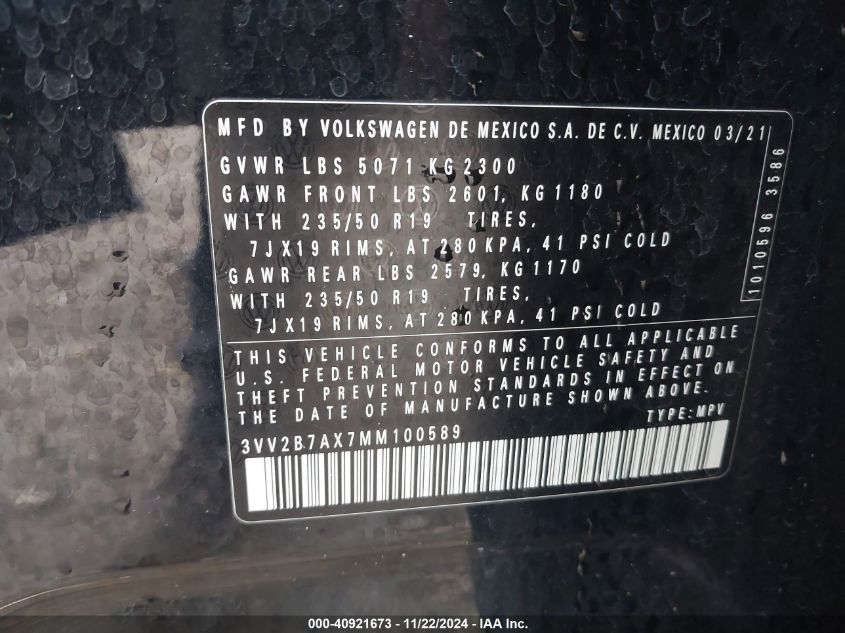 MFD BY VOLKSWAGEN DE MEXICO S.A. DE C.V. MEXICO 03/21
GVWR LBS 5071 KG 2300
GAWR FRONT LBS 2601, KG 1180
WITH 235/50 R19 TIRES,
7JX19 RIMS, AT 280 KPA, 41 PSI COLD
GAWR REAR LBS 2579, KG 1170
WITH 235/50 R19 TIRES,
7JX19 RIMS, AT 280 KPA, 41 PSI COLD
1010596 3586
THIS VEHICLE CONFORMS TO ALL APPLICABLE
U.S. FEDERAL MOTOR VEHICLE SAFETY AND
THEFT PREVENTION STANDARDS IN EFFECT ON
THE DATE OF MANUFACTURE SHOWN ABOVE.
TYPE: MPV
3VV2B7AX7MM100589
000-40921673 - 11/22/2024 - IAA Inc.